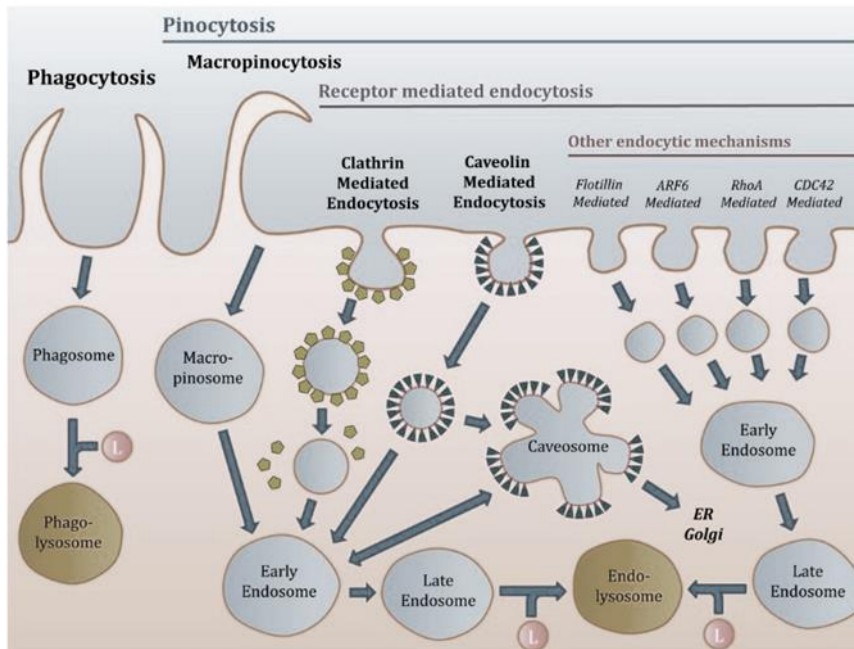 Pinocytosis
Phagocytosis
Macropinocytosis
Receptor mediated endocytosis
Other endocytic mechanisms
Clathrin
Mediated
Endocytosis
Caveolin
Mediated
Endocytosis
Flotillin
Mediated
ARF6
Mediated
RhoA
Mediated
CDC42
Mediated
Phagosome
Macro-
pinosome
L
Phago-
lysosome
Caveosome
Early
Endosome
ER
Golgi
Early
Endosome
Late
Endosome
L
Endo-
lysosome
L
Late
Endosome